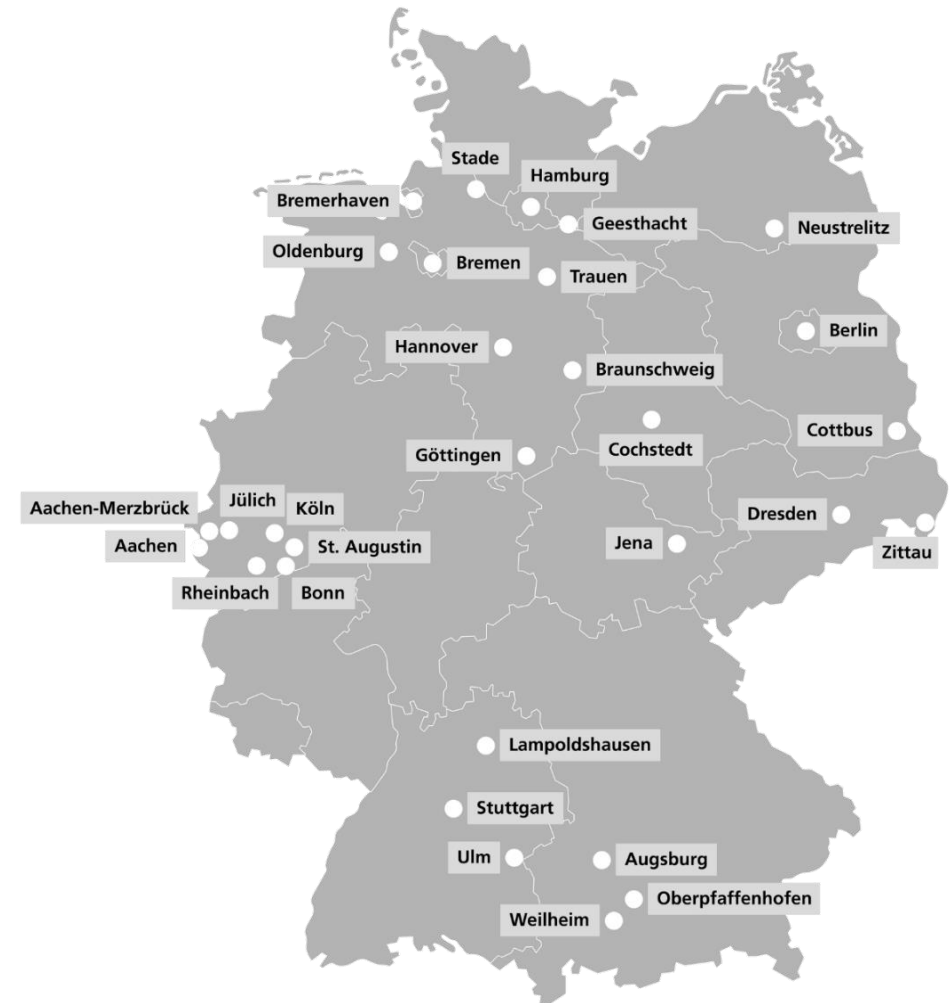 Stade
Hamburg
Bremerhaven
Geesthacht
Neustrelitz
Oldenburg
Bremen
Trauen
Berlin
Hannover
Braunschweig
Cottbus
Cochstedt
Göttingen
Aachen-Merzbrück
Jülich
Köln
Dresden
Aachen
St. Augustin
Jena
Zittau
Rheinbach
Bonn
Lampoldshausen
Stuttgart
Ulm
Augsburg
Oberpfaffenhofen
Weilheim